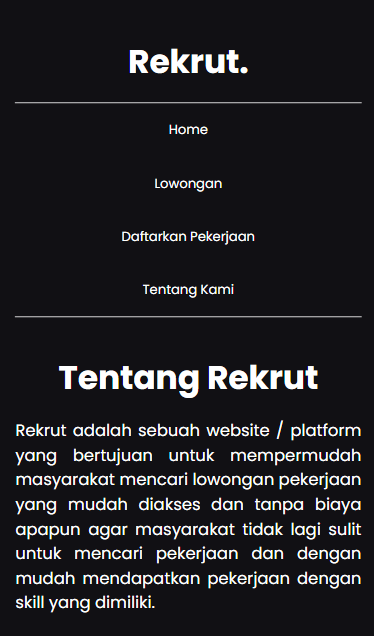 Rekrut.
Home
Lowongan
Daftarkan Pekerjaan
Tentang Kami
Tentang Rekrut
Rekrut adalah sebuah website / platform
yang bertujuan untuk mempermudah
masyarakat mencari lowongan pekerjaan
yang mudah diakses dan tanpa biaya
apapun agar masyarakat tidak lagi sulit
untuk mencari pekerjaan dan dengan
mudah mendapatkan pekerjaan dengan
skill yang dimiliki.